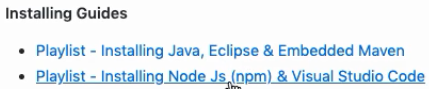 Installing Guides
Playlist - Installing Java, Eclipse & Embedded Maven
Playlist - Installing Node Js (npm) & Visual Studio Code